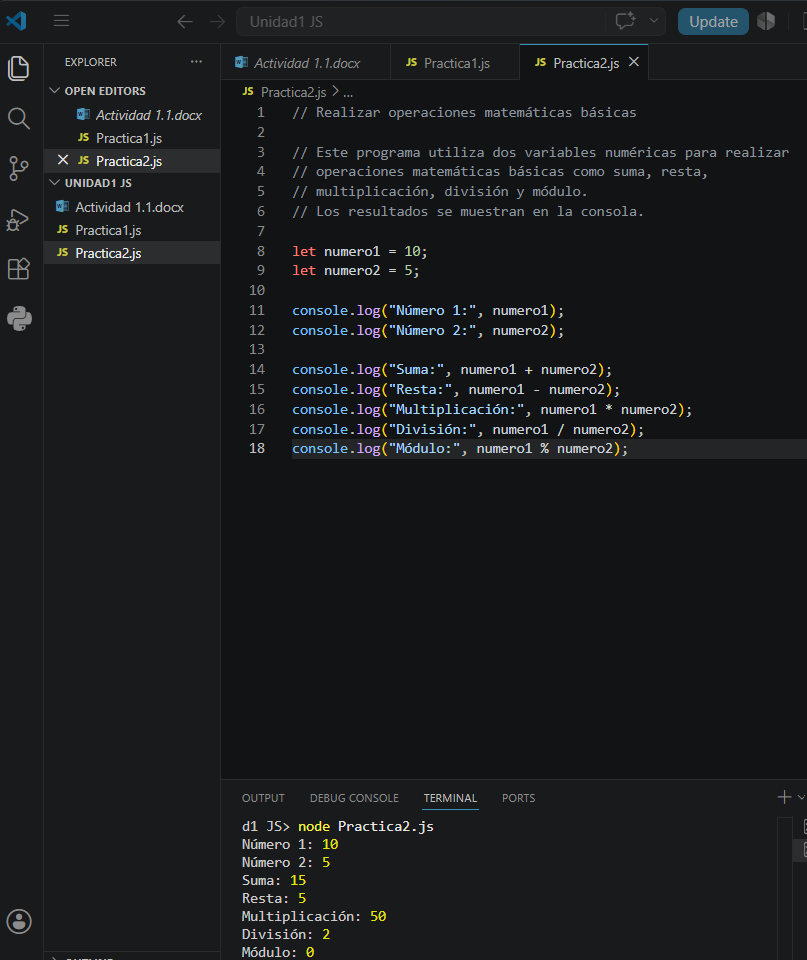 Unidad1 JS
Update
EXPLORER
OPEN EDITORS
Actividad 1.1.docx
JS Practica1.js
JS Practica2.js
UNIDAD1 JS
Actividad 1.1.docx
JS Practica1.js
JS Practica2.js
Actividad 1.1.docx
JS Practica1.js
JS Practica2.js
JS Practica2.js > ...
1 // Realizar operaciones matemáticas básicas
2
3 // Este programa utiliza dos variables numéricas para realizar
4 // operaciones matemáticas básicas como suma, resta,
5 // multiplicación, división y módulo.
6 // Los resultados se muestran en la consola.
7
8 let numero1 = 10;
9 let numero2 = 5;
10
11 console.log("Número 1:", numero1);
12 console.log("Número 2:", numero2);
13
14 console.log("Suma:", numero1 + numero2);
15 console.log("Resta:", numero1 - numero2);
16 console.log("Multiplicación:", numero1 * numero2);
17 console.log("División:", numero1 / numero2);
18 console.log("Módulo:", numero1 % numero2);
OUTPUT DEBUG CONSOLE TERMINAL PORTS
d1 JS> node Practica2.js
Número 1: 10
Número 2: 5
Suma: 15
Resta: 5
Multiplicación: 50
División: 2
Módulo: 0